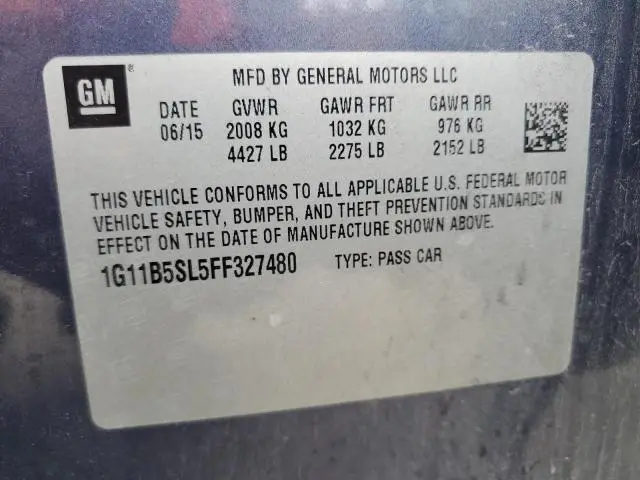 GM®
MFD BY GENERAL MOTORS LLC
DATE GVWR GAWR FRT GAWR RR
06/15 2008 KG 1032 KG 976 KG
4427 LB 2275 LB 2152 LB
THIS VEHICLE CONFORMS TO ALL APPLICABLE U.S. FEDERAL MOTOR
VEHICLE SAFETY, BUMPER, AND THEFT PREVENTION STANDARDS IN
EFFECT ON THE DATE OF MANUFACTURE SHOWN ABOVE.
1G11B5SL5FF327480 TYPE: PASS CAR